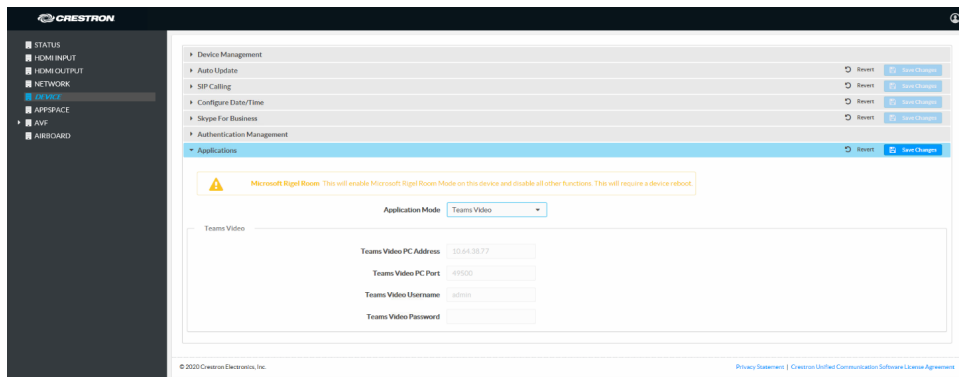 CRESTRON
STATUS
HDMI INPUT
HDMI OUTPUT
NETWORK
DEVICE
APPSPACE
AVF
AIRBOARD
Device Management
Auto Update Revert Save Changes
SIP Calling Revert Save Changes
Configure Date/Time Revert Save Changes
Skype For Business Revert Save Changes
Authentication Management
Applications Revert Save Changes
Microsoft Rigel Room This will enable Microsoft Rigel Room Mode on this device and disable all other functions. This will require a device reboot.
Application Mode Teams Video
Teams Video
Teams Video PC Address 10.64.38.77
Teams Video PC Port 49500
Teams Video Username admin
Teams Video Password
© 2020 Crestron Electronics, Inc. Privacy Statement | Crestron Unified Communication Software License Agreement